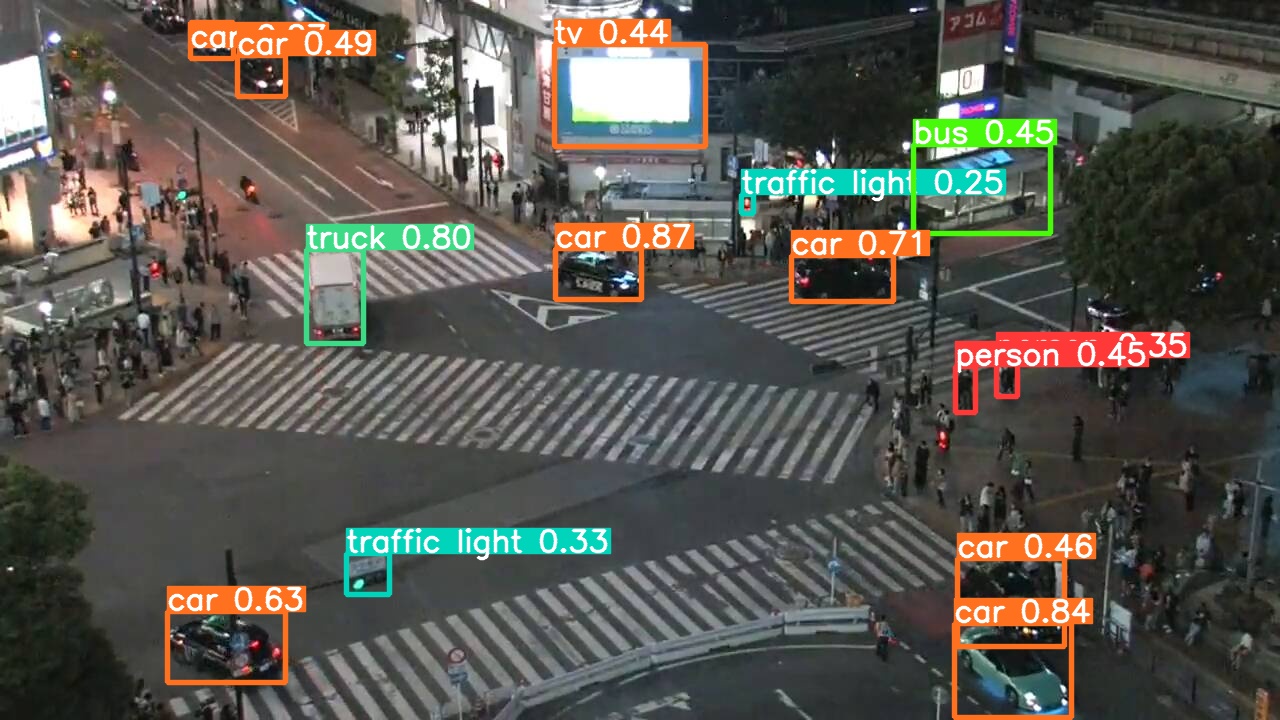 car 0.49
tv 0.44
アコム
bus 0.45
traffic light 0.25
truck 0.80
car 0.87
car 0.71
person 0.45
traffic light 0.33
car 0.46
car 0.63
car 0.84